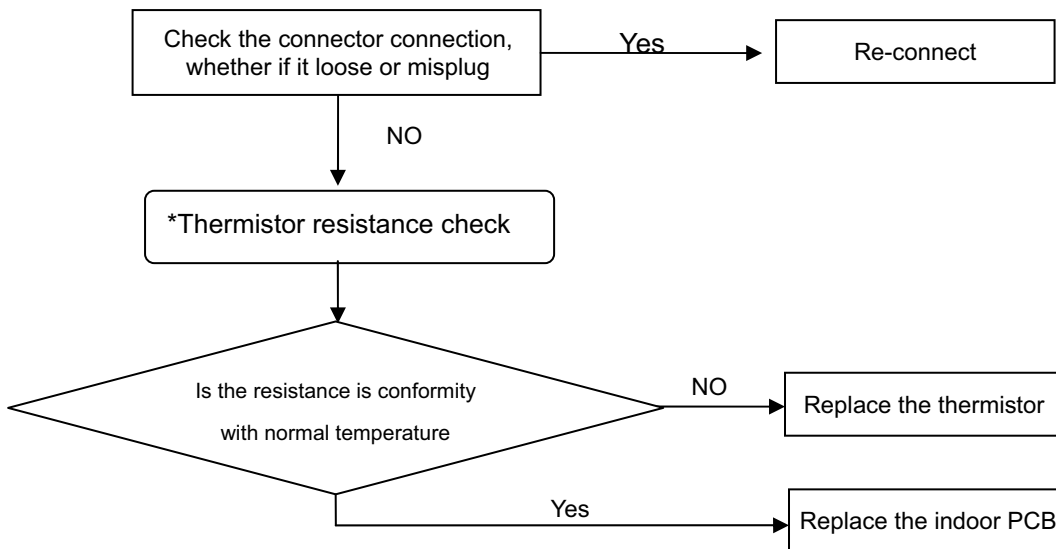 Check the connector connection,
whether if it loose or misplug
Yes
Re-connect
NO
*Thermistor resistance check
Is the resistance is conformity
with normal temperature
NO
Replace the thermistor
Yes
Replace the indoor PCB